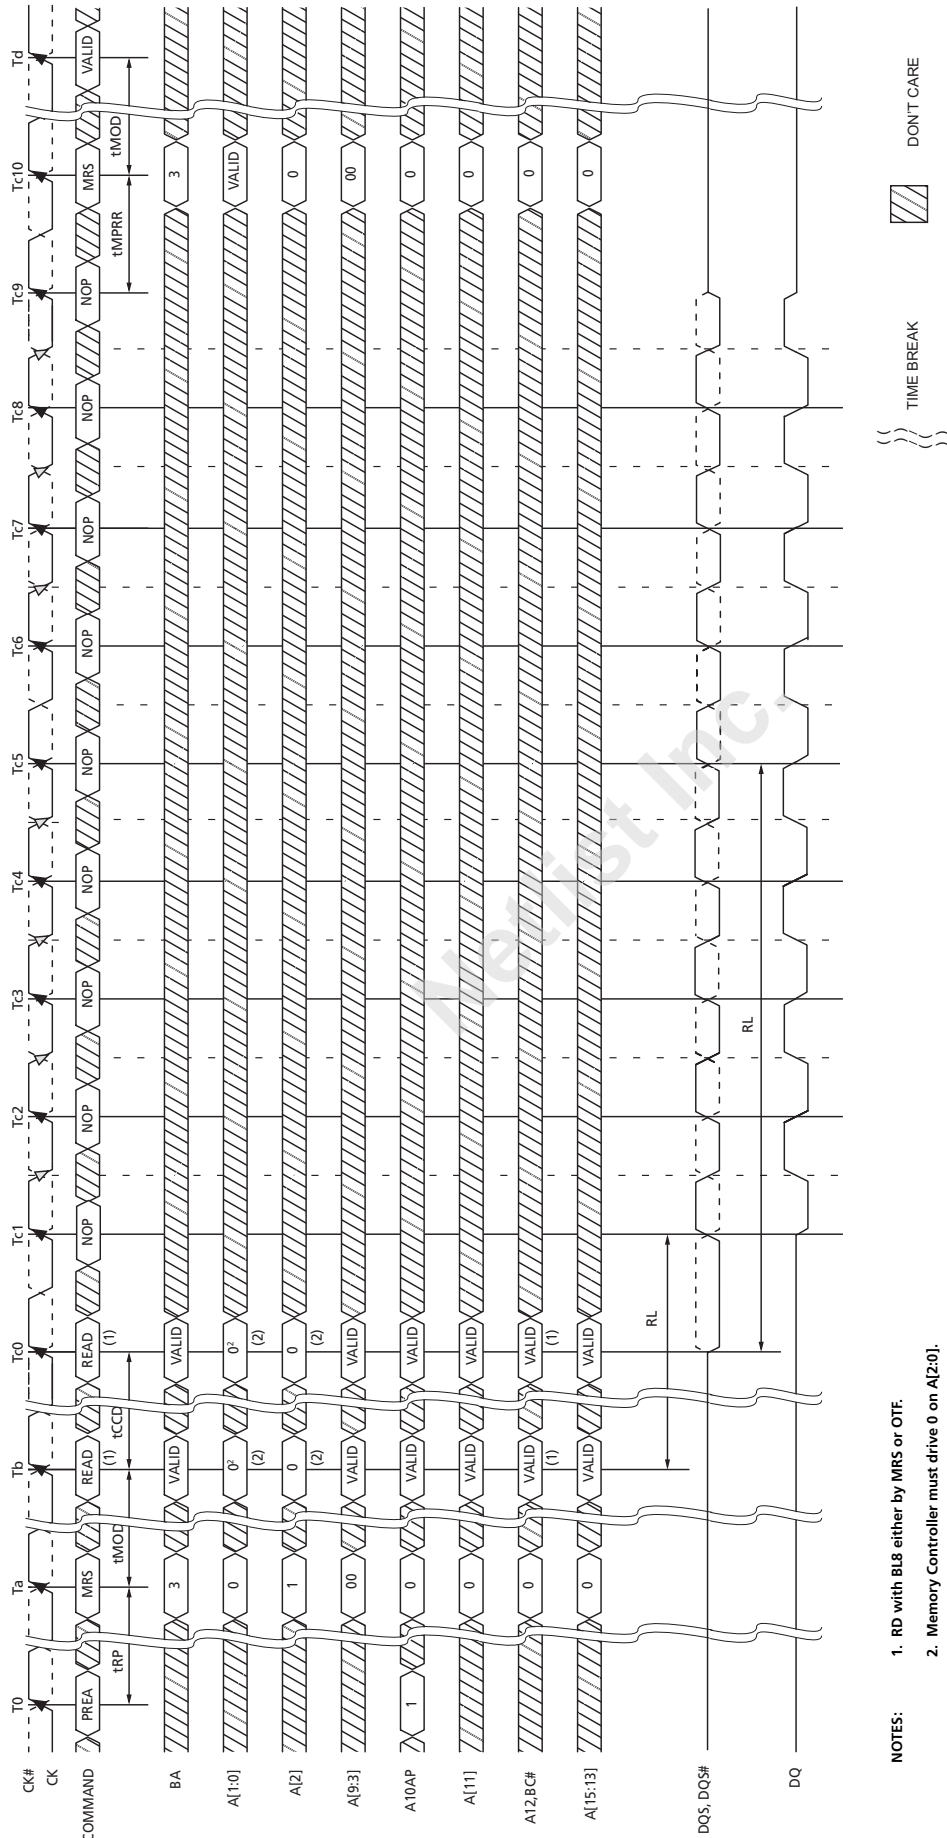 T0 Ta Tb Tc0 Tc1 Tc2 Tc3 Tc4 Tc5 Tc6 Tc7 Tc8 Tc9 Tc10 Td
CK#
CK
COMMAND PREA MRS READ READ NOP NOP NOP NOP NOP NOP NOP NOP NOP MRS VALID
(1) (1)
tRP tMOD tCCD tMPRR tMOD
BA 3 VALID VALID 3
A[1:0] 0 0² 0² VALID
(2) (2)
A[2] 1 0 0 0
(2) (2)
A[9:3] 00 VALID VALID 00
A10AP 1 0 VALID VALID 0
A[11] 0 VALID VALID 0
A12,BC# 0 VALID VALID 0
(1) (1)
A[15:13] 0 VALID VALID 0
RL
DQS, DQS#
RL
DQ
Netlist Inc.
NOTES: 1. RD with BL8 either by MRS or OTF.
2. Memory Controller must drive 0 on A[2:0].
TIME BREAK DON'T CARE